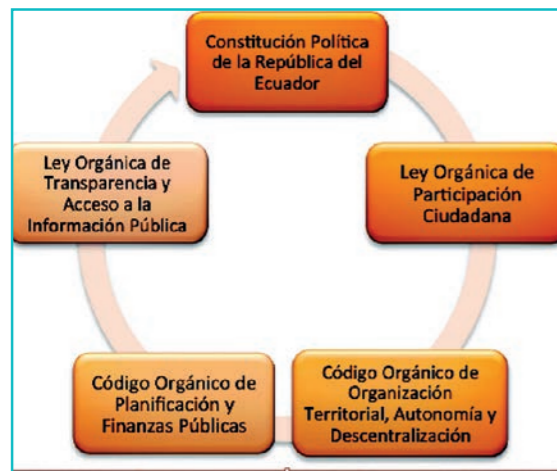 Constitución Política
de la República del
Ecuador
Ley Orgánica de
Participación
Ciudadana
Código Orgánico de
Organización
Territorial, Autonomía y
Descentralización
Código Orgánico de
Planificación y
Finanzas Públicas
Ley Orgánica de
Transparencia y
Acceso a la
Información Pública